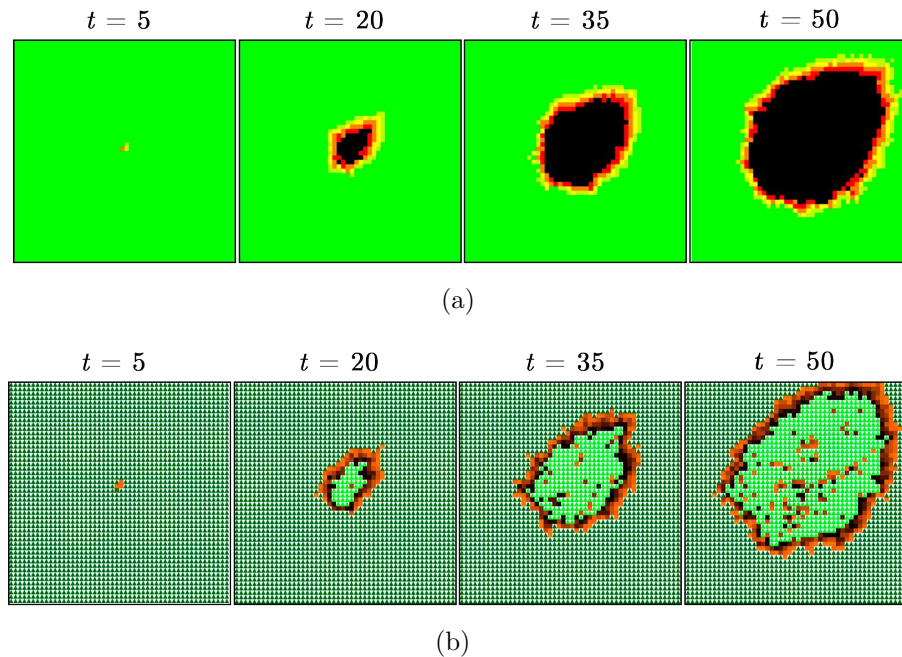 t = 5 t = 20 t = 35 t = 50
(a)
t = 5 t = 20 t = 35 t = 50
(b)